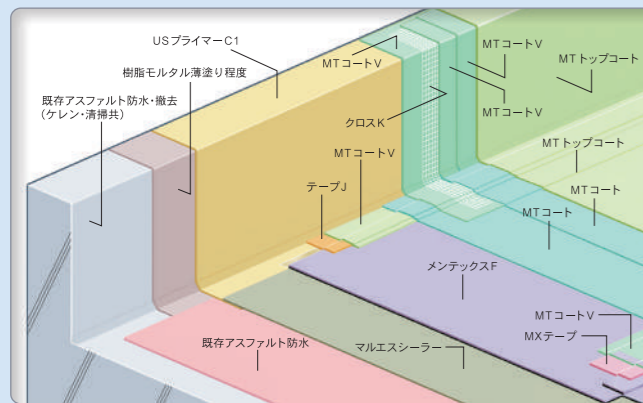 USプライマーC1
MTコートV
MTコートV
MTトップコート
樹脂モルタル薄塗り程度
既存アスファルト防水・撤去
(ケレン・清掃共)
MTコートV
クロスK
MTコートV
MTトップコート
テープJ
MTコート
MTコート
メンテックスF
MTコートV
MXテープ
既存アスファルト防水
マルエスシーラー